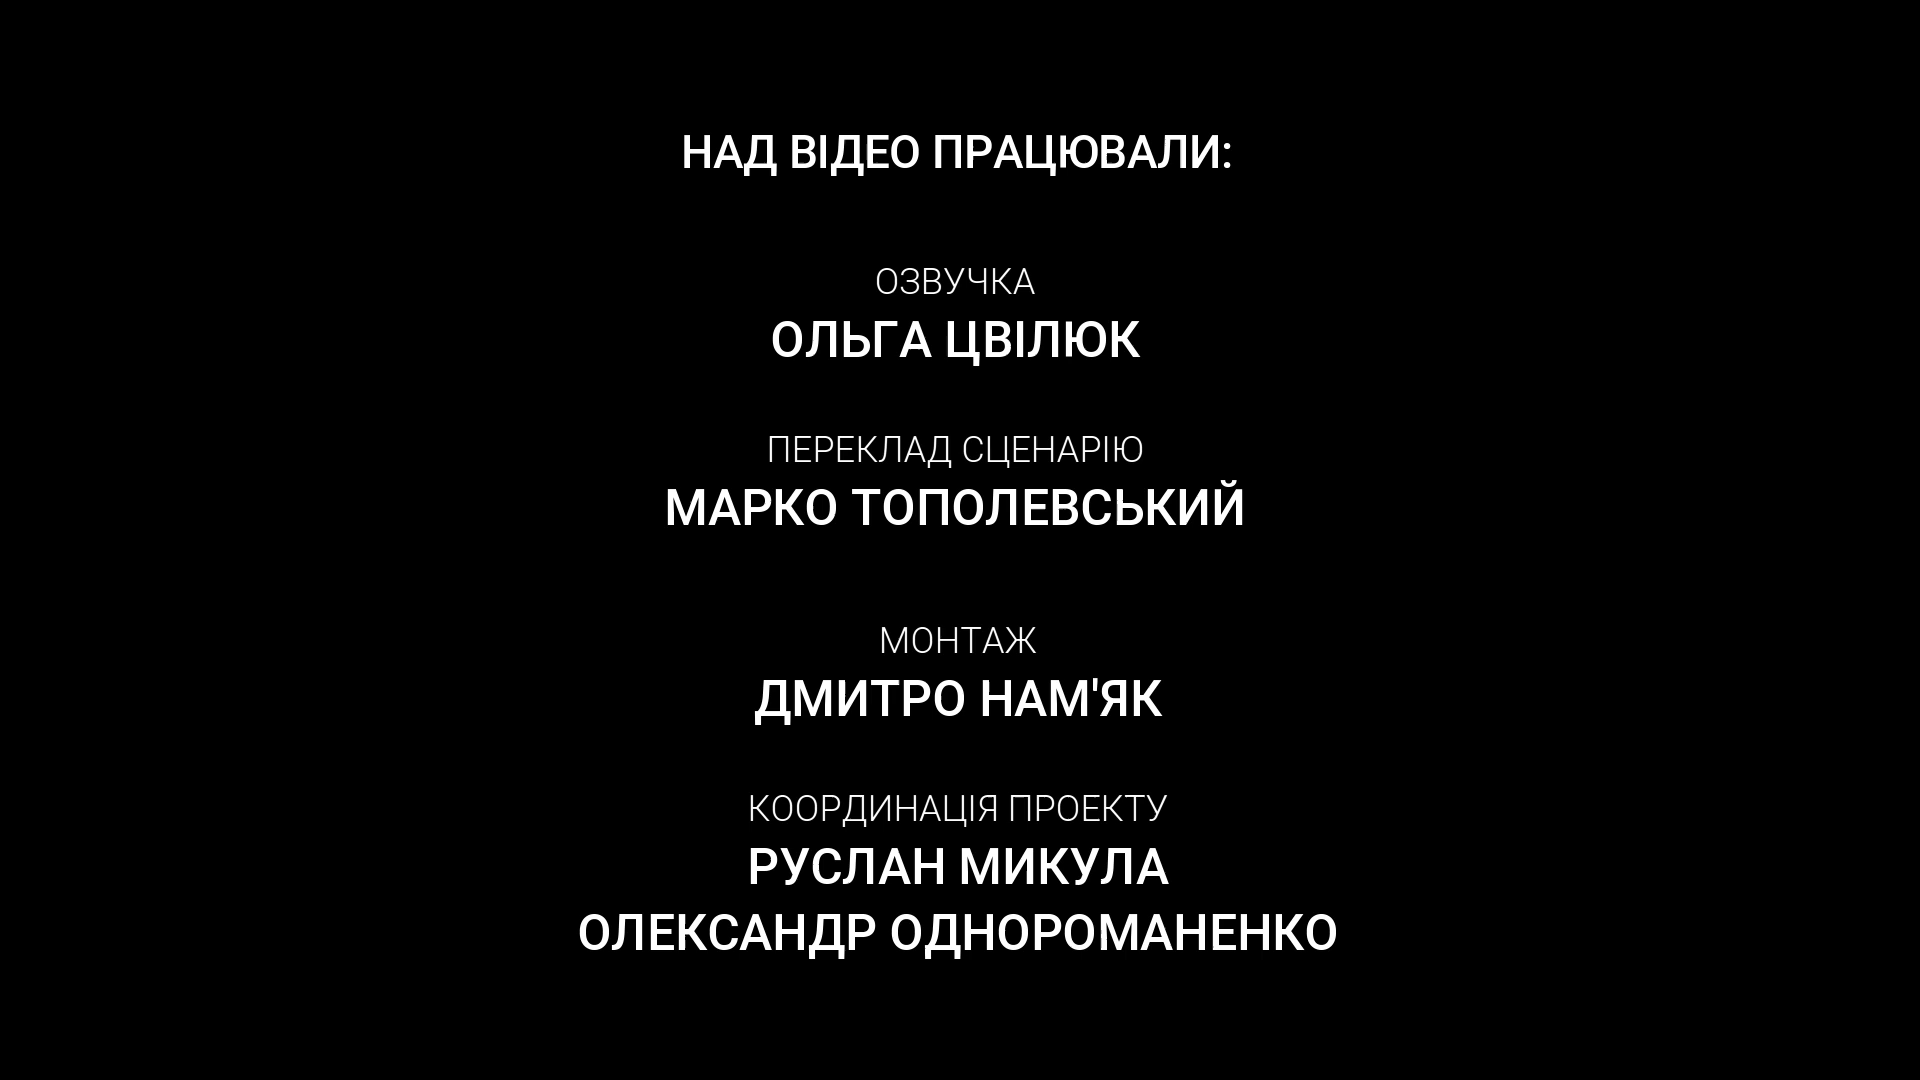 НАД ВІДЕО ПРАЦЮВАЛИ:
ОЗВУЧКА
ОЛЬГА ЦВІЛЮК
ПЕРЕКЛАД СЦЕНАРІЮ
МАРКО ТОПОЛЕВСЬКИЙ
МОНТАЖ
ДМИТРО НАМ'ЯК
КООРДИНАЦІЯ ПРОЕКТУ
РУСЛАН МИКУЛА
ОЛЕКСАНДР ОДНОРОМАНЕНКО